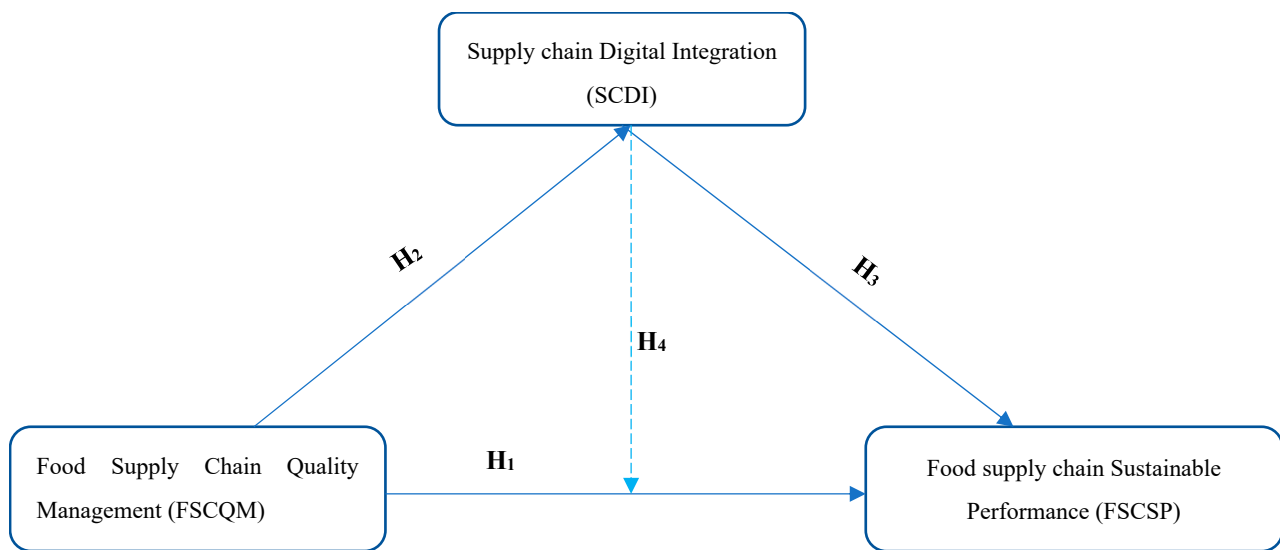 Supply chain Digital Integration
(SCDI)
H2
H3
H4
H1
Food Supply Chain Quality
Management (FSCQM)
Food supply chain Sustainable
Performance (FSCSP)